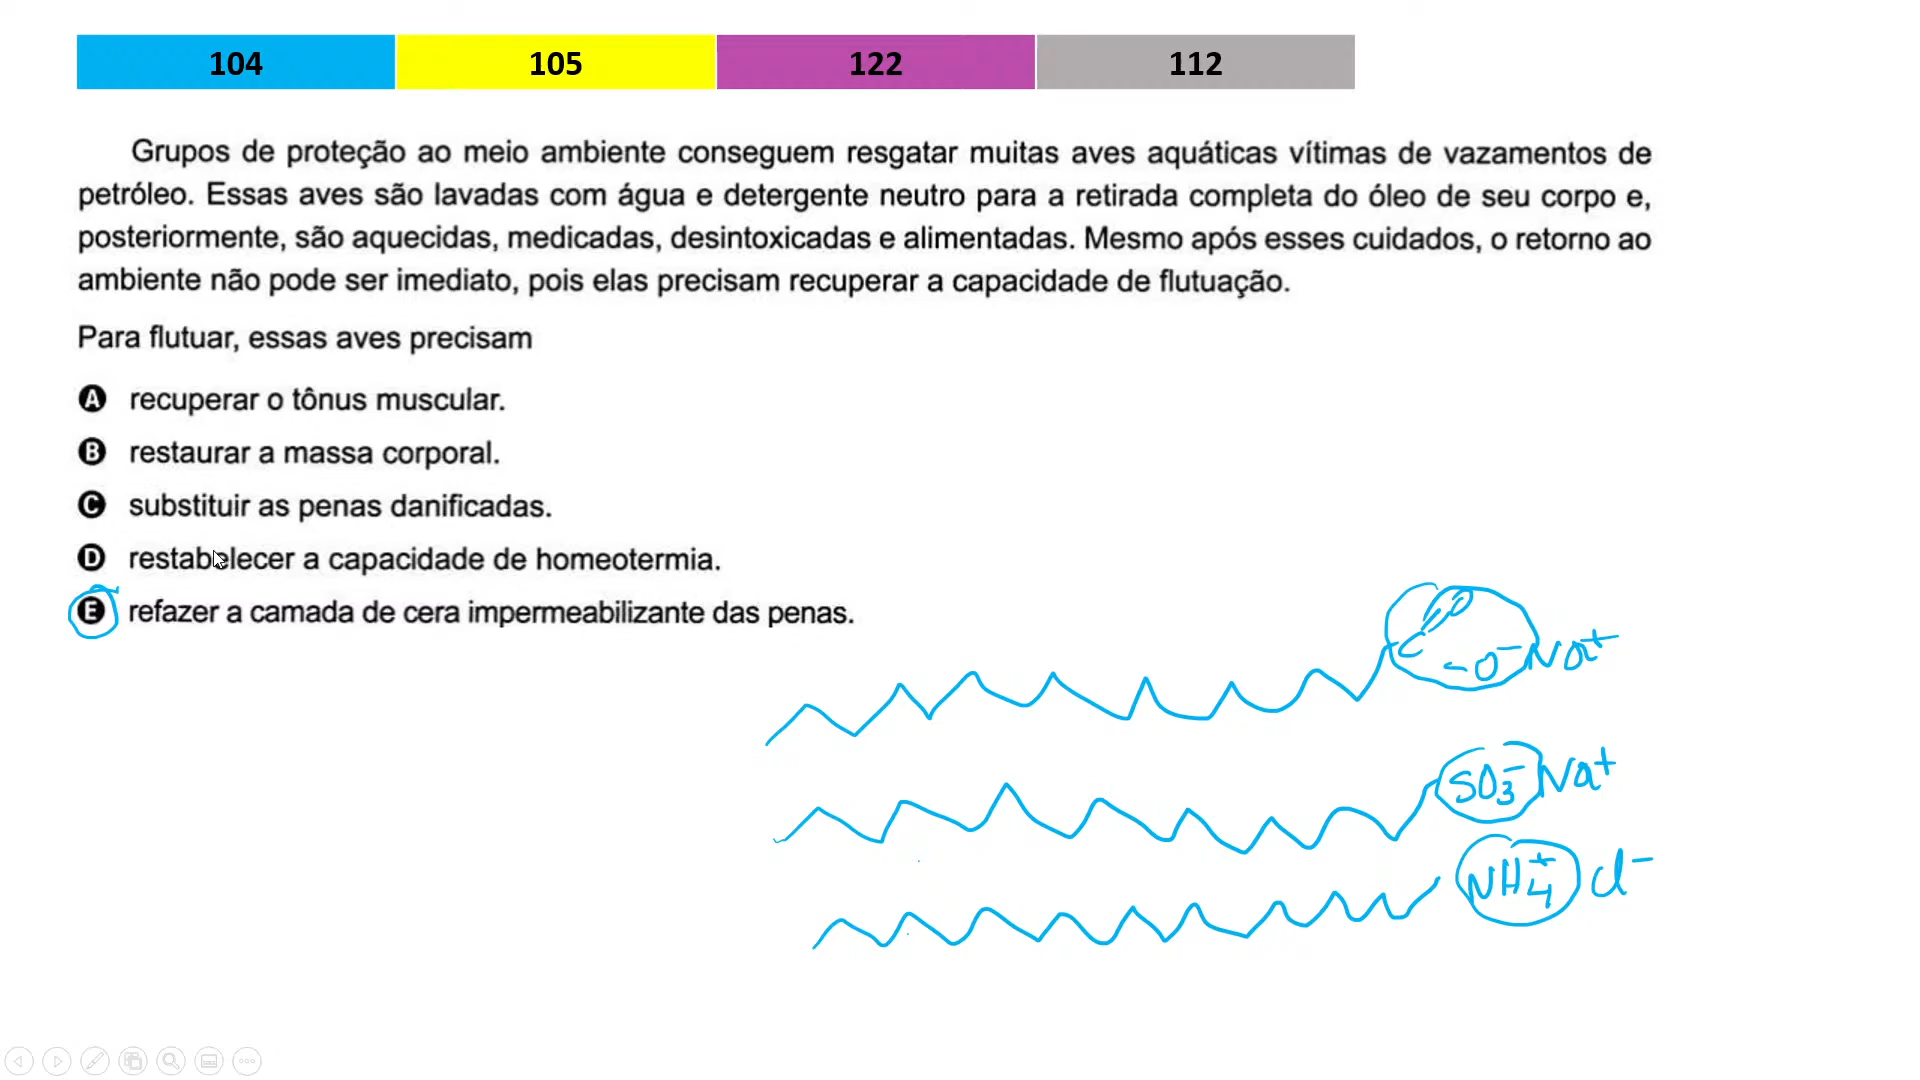 104 105 122 112
Grupos de proteção ao meio ambiente conseguem resgatar muitas aves aquáticas vítimas de vazamentos de
petróleo. Essas aves são lavadas com água e detergente neutro para a retirada completa do óleo de seu corpo e,
posteriormente, são aquecidas, medicadas, desintoxicadas e alimentadas. Mesmo após esses cuidados, o retorno ao
ambiente não pode ser imediato, pois elas precisam recuperar a capacidade de flutuação.
Para flutuar, essas aves precisam
A recuperar o tônus muscular.
B restaurar a massa corporal.
C substituir as penas danificadas.
D restabelecer a capacidade de homeotermia.
E refazer a camada de cera impermeabilizante das penas.
C=O
-O⁻Na⁺
SO₃⁻Na⁺
NH₄⁺ Cl⁻